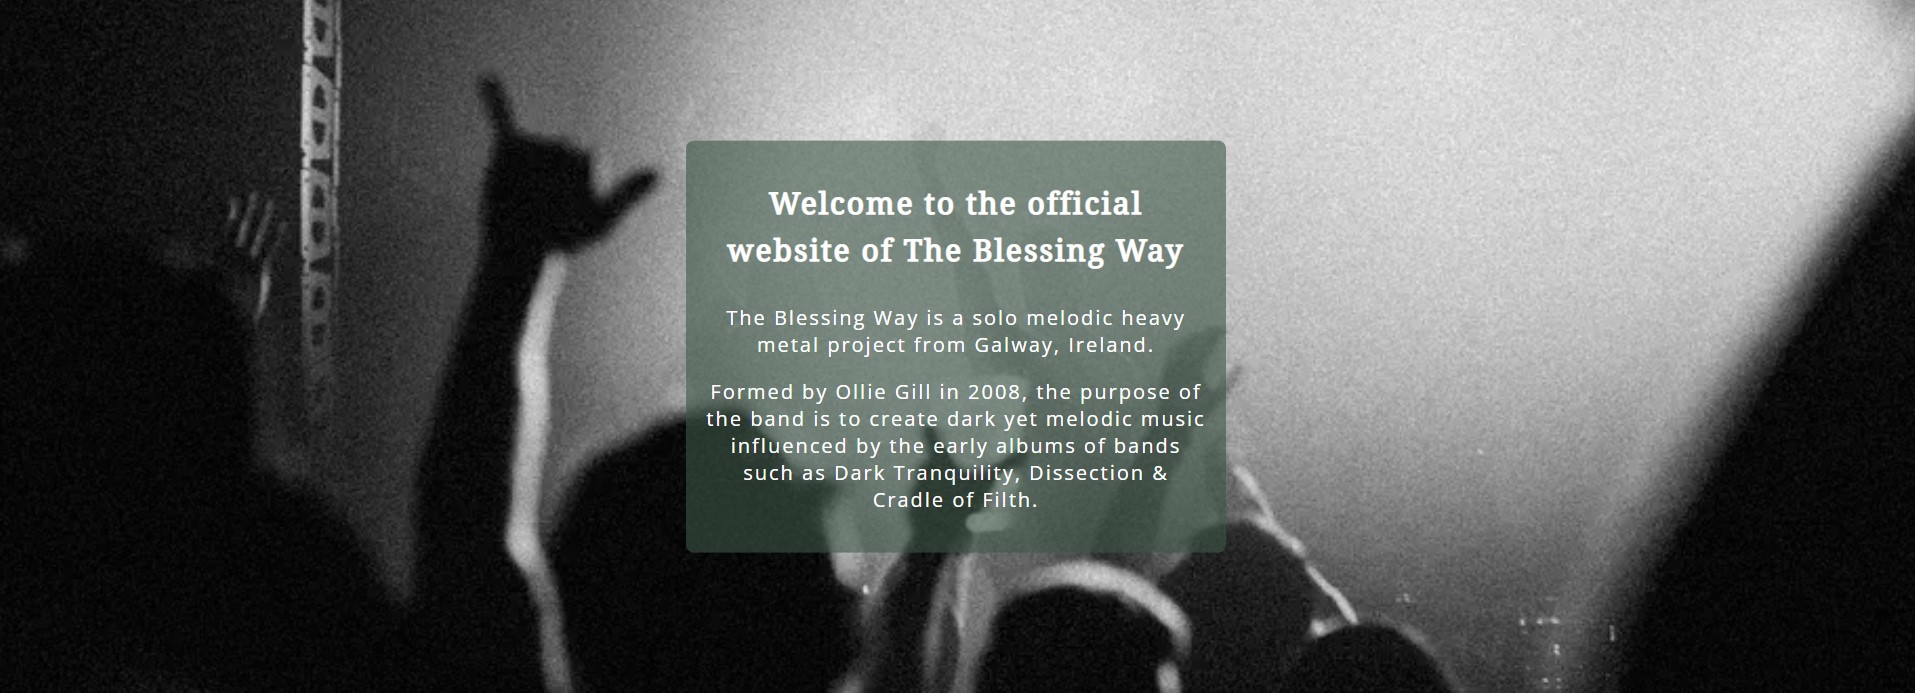 Welcome to the official
website of The Blessing Way
The Blessing Way is a solo melodic heavy
metal project from Galway, Ireland.
Formed by Ollie Gill in 2008, the purpose of
the band is to create dark yet melodic music
influenced by the early albums of bands
such as Dark Tranquility, Dissection &
Cradle of Filth.